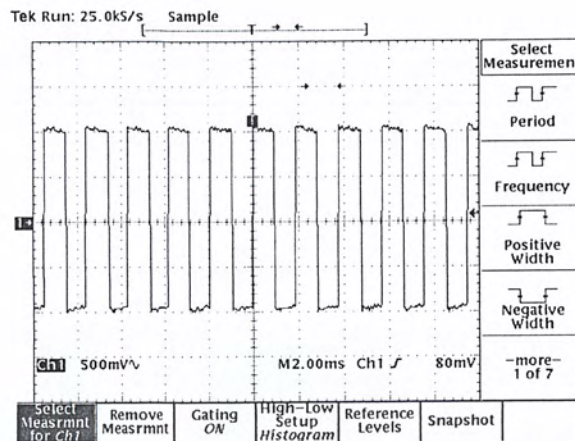 Tek Run: 25.0kS/s Sample
T
1
Ch1 500mV∿ M2.00ms Ch1 ∫ 80mV
Select
Measuremen
Period
Frequency
Positive
Width
Negative
Width
-more-
1 of 7
Select
Measrmnt
for Ch1
Remove
Measrmnt
Gating
ON
High-Low
Setup
Histogram
Reference
Levels
Snapshot